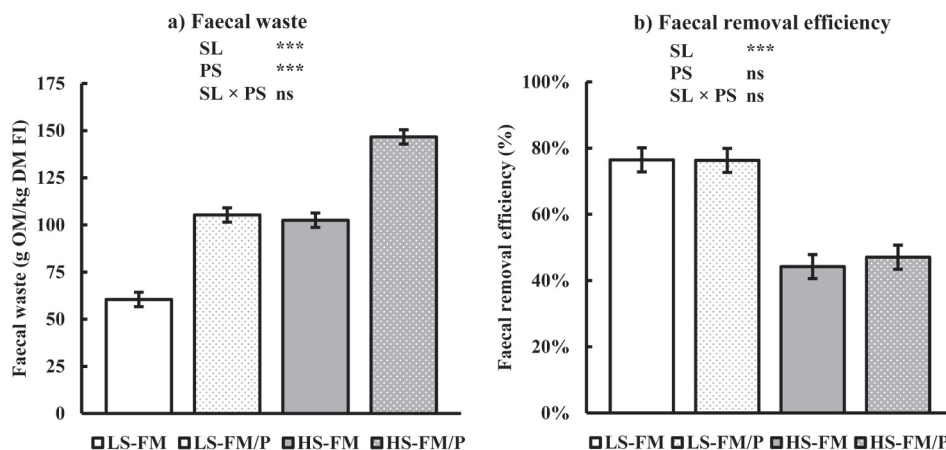 a) Faecal waste
SL ***
PS ***
SL × PS ns
Faecal waste (g OM/kg DM FI)
175
150
125
100
75
50
25
0
LS-FM LS-FM/P HS-FM HS-FM/P
b) Faecal removal efficiency
SL ***
PS ns
SL × PS ns
Faecal removal efficiency (%)
100%
80%
60%
40%
20%
0%
LS-FM LS-FM/P HS-FM HS-FM/P